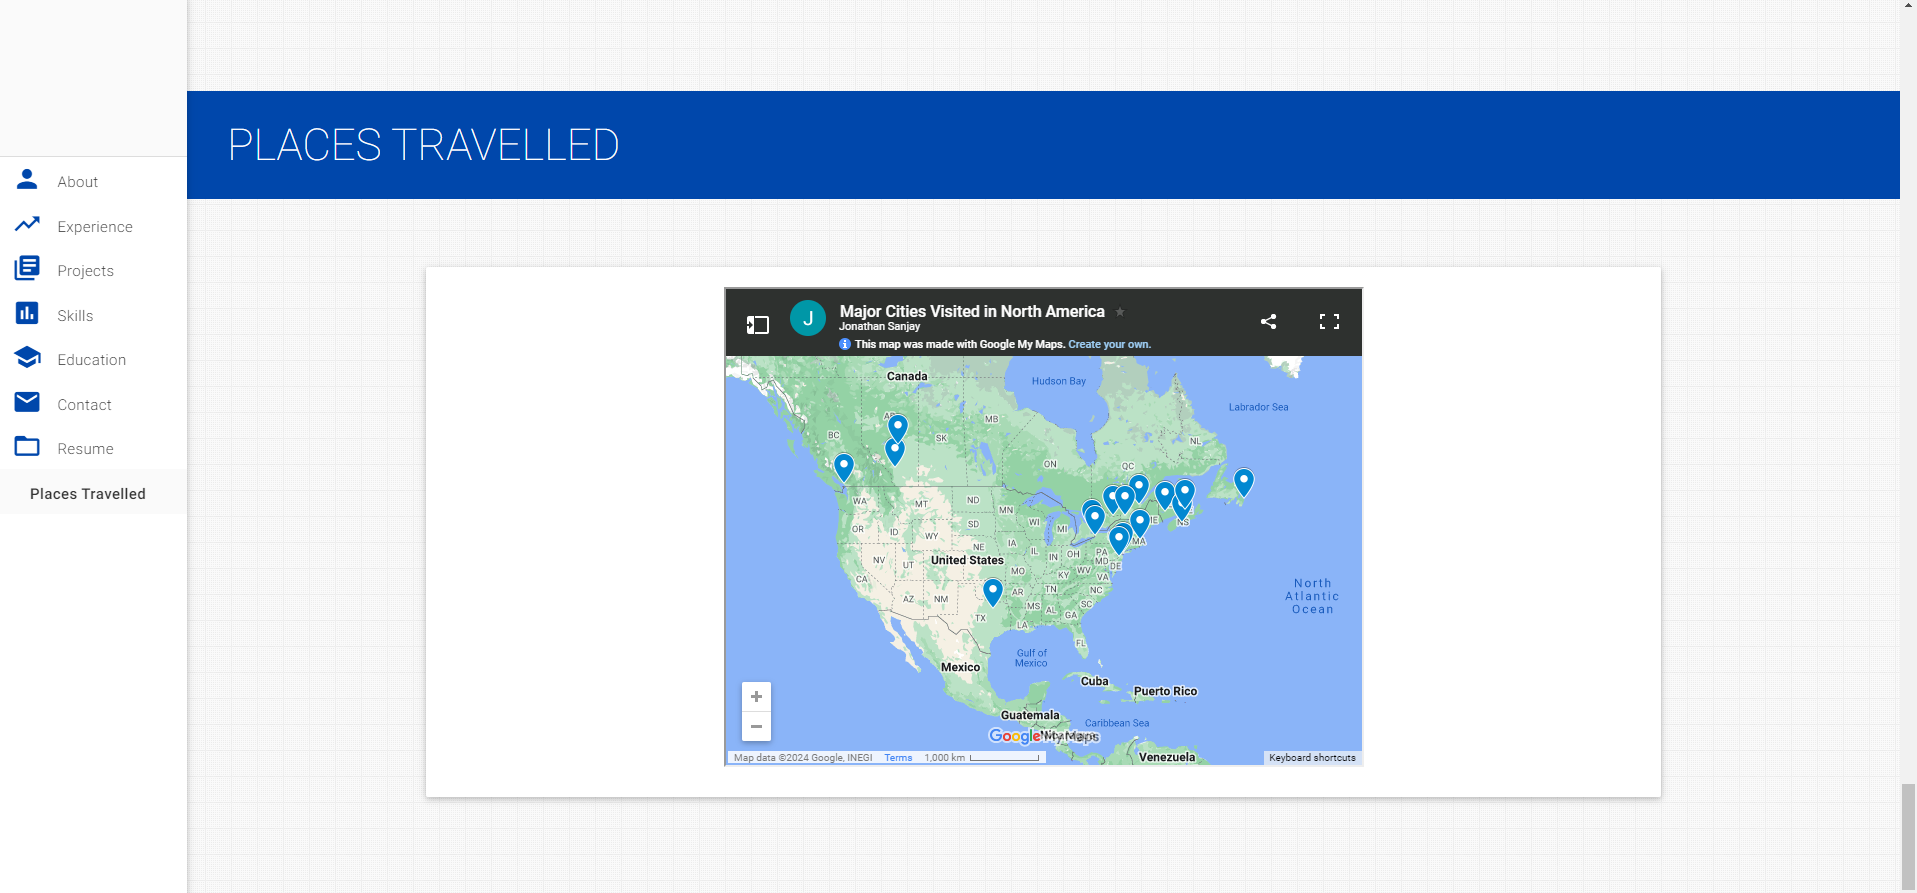 About
Experience
Projects
Skills
Education
Contact
Resume
Places Travelled
PLACES TRAVELLED
J
Major Cities Visited in North America
Jonathan Sanjay
This map was made with Google My Maps. Create your own.
Canada
Hudson Bay
Labrador Sea
MB
BC
SK
NL
ON
QC
WA
MT
ND
MN
OR
ID
SD
WI
MI
NS
WY
NE
IA
IL
IN
OH
PA
MA
MD
DE
NV
UT
United States
MO
KY
WV
VA
CA
AZ
NM
AR
TN
NC
MS
AL
SC
GA
TX
LA
FL
North
Atlantic
Ocean
Gulf of
Mexico
Mexico
Cuba
Puerto Rico
Guatemala
Caribbean Sea
Google My Maps
Venezuela
Map data ©2024 Google, INEGI
Terms
1,000 km
Keyboard shortcuts